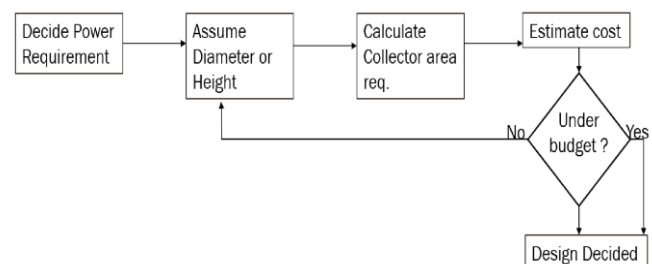 Decide Power
Requirement
Assume
Diameter or
Height
Calculate
Collector area
req.
Estimate cost
Under
budget ?
No
Yes
Design Decided